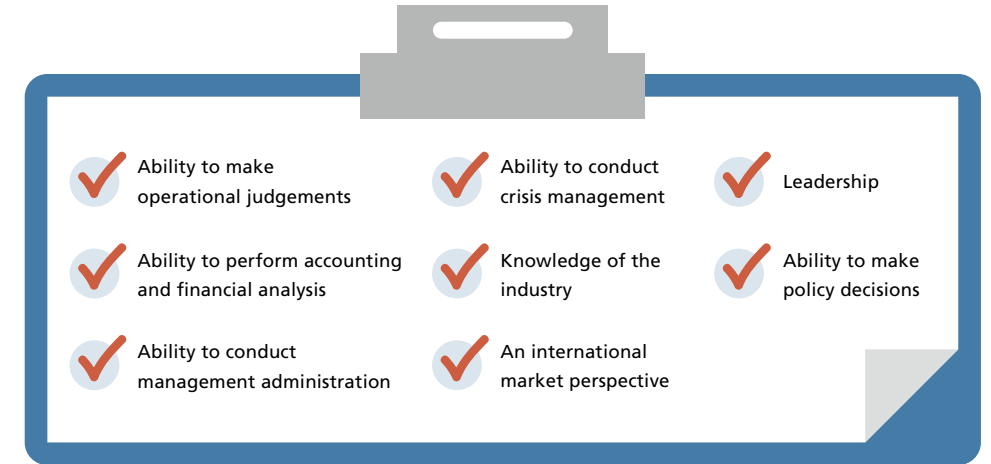 Ability to make
operational judgements
Ability to perform accounting
and financial analysis
Ability to conduct
management administration
Ability to conduct
crisis management
Knowledge of the
industry
An international
market perspective
Leadership
Ability to make
policy decisions